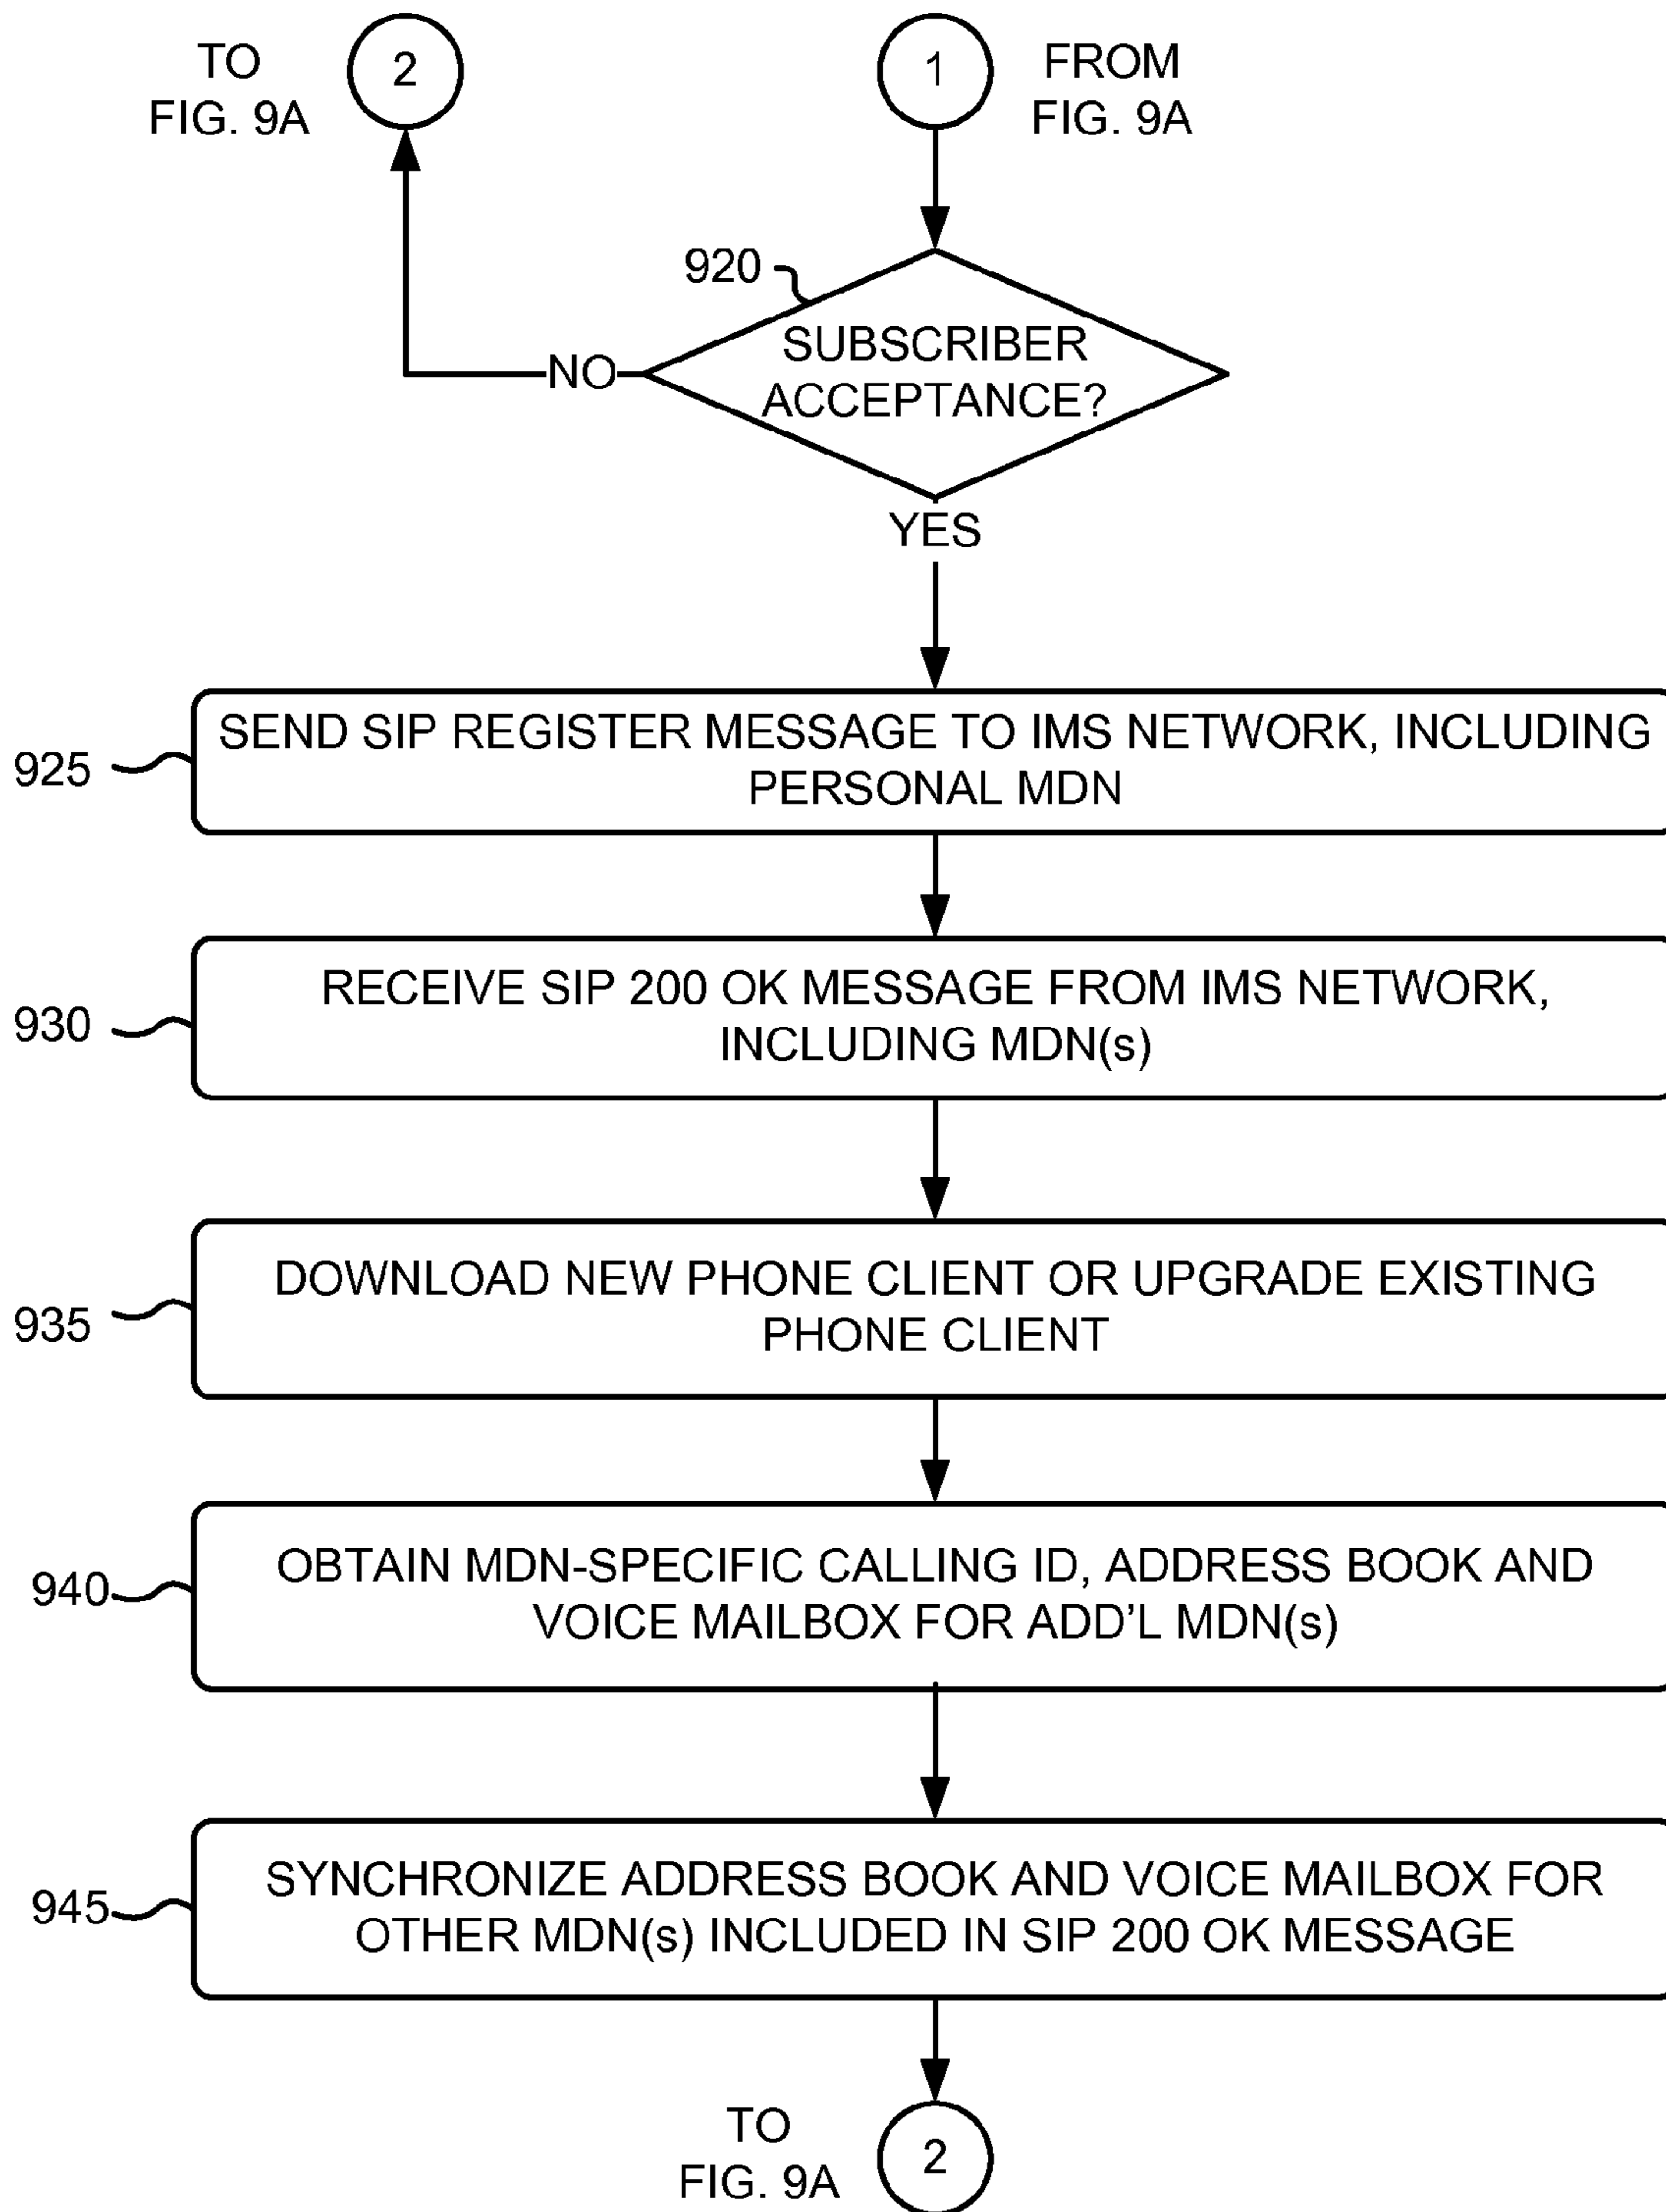 TO
FIG. 9A
2
1
FROM
FIG. 9A
920
SUBSCRIBER
ACCEPTANCE?
NO
YES
925
SEND SIP REGISTER MESSAGE TO IMS NETWORK, INCLUDING
PERSONAL MDN
930
RECEIVE SIP 200 OK MESSAGE FROM IMS NETWORK,
INCLUDING MDN(s)
935
DOWNLOAD NEW PHONE CLIENT OR UPGRADE EXISTING
PHONE CLIENT
940
OBTAIN MDN-SPECIFIC CALLING ID, ADDRESS BOOK AND
VOICE MAILBOX FOR ADD’L MDN(s)
945
SYNCHRONIZE ADDRESS BOOK AND VOICE MAILBOX FOR
OTHER MDN(s) INCLUDED IN SIP 200 OK MESSAGE
TO
FIG. 9A
2